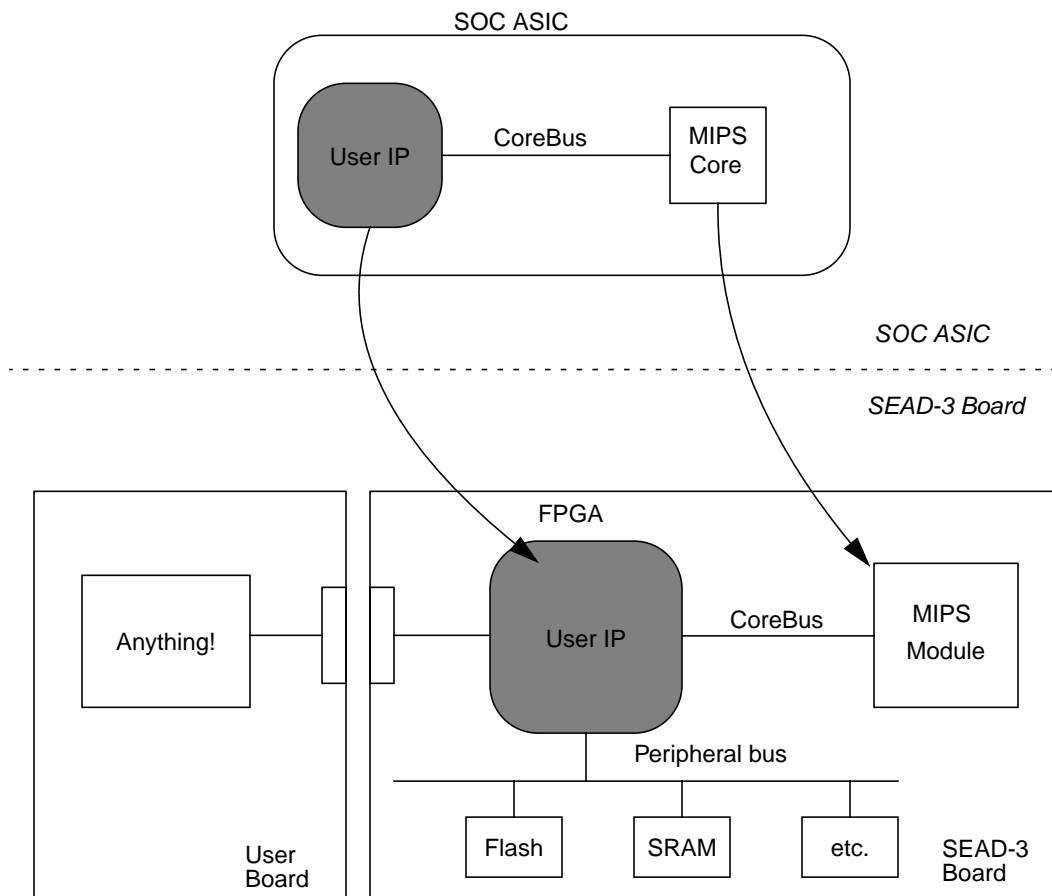 SOC ASIC
User IP
CoreBus
MIPS
Core
SOC ASIC
SEAD-3 Board
FPGA
Anything!
User IP
CoreBus
MIPS
Module
Peripheral bus
Flash
SRAM
etc.
User
Board
SEAD-3
Board